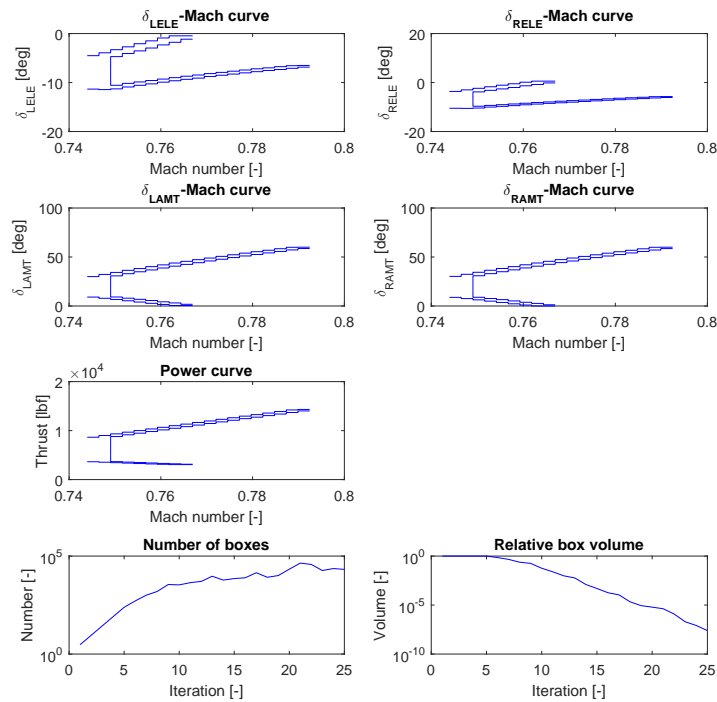 δLELE-Mach curve
δLELE [deg]
0
-10
-20
0.74 0.76 0.78 0.8
Mach number [-]
δRELE-Mach curve
δRELE [deg]
20
0
-20
0.74 0.76 0.78 0.8
Mach number [-]
δLAMT-Mach curve
δLAMT [deg]
100
50
0
0.74 0.76 0.78 0.8
Mach number [-]
δRAMT-Mach curve
δRAMT [deg]
100
50
0
0.74 0.76 0.78 0.8
Mach number [-]
Power curve
×10^4
Thrust [lbf]
2
1
0
0.74 0.76 0.78 0.8
Mach number [-]
Number of boxes
Number [-]
10^5
10^0
0 5 10 15 20 25
Iteration [-]
Relative box volume
Volume [-]
10^0
10^-5
10^-10
0 5 10 15 20 25
Iteration [-]